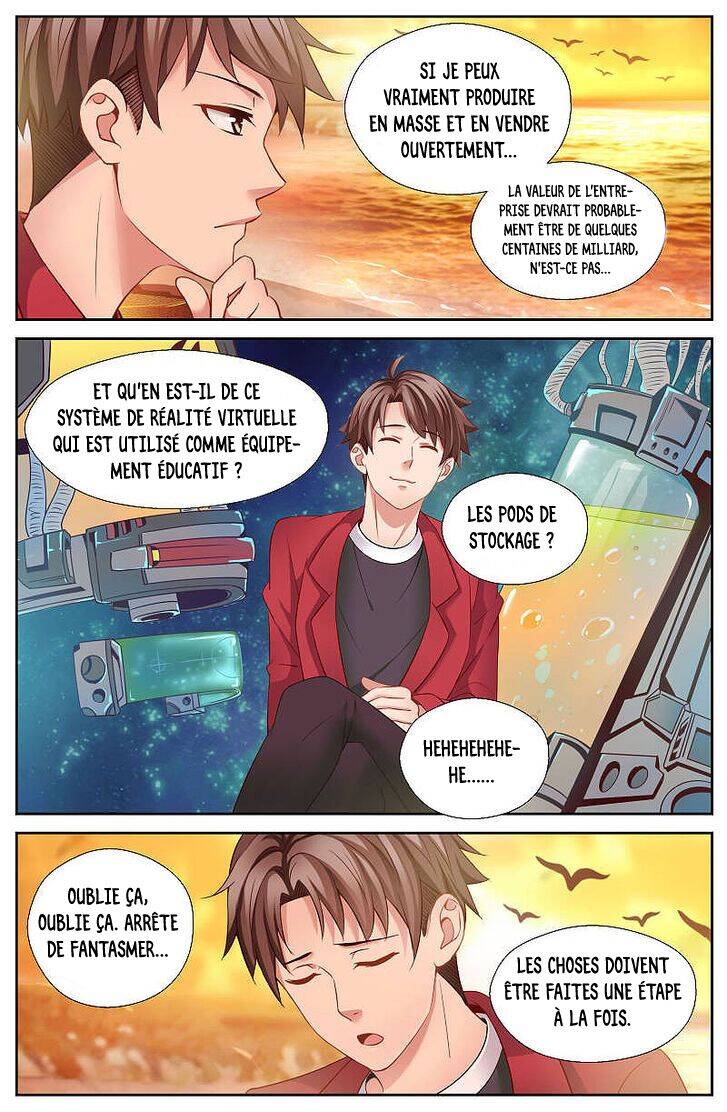 SI JE PEUX
VRAIMENT PRODUIRE
EN MASSE ET EN VENDRE
OUVERTEMENT...
LA VALEUR DE L'ENTRE-
PRISE DEVRAIT PROBABLE-
MENT ÊTRE DE QUELQUES
CENTAINES DE MILLIARD,
N'EST-CE PAS...
ET QU'EN EST-IL DE CE
SYSTÈME DE RÉALITÉ VIRTUELLE
QUI EST UTILISÉ COMME ÉQUIPE-
MENT ÉDUCATIF ?
LES PODS DE
STOCKAGE ?
HEHEHEHEHE-
HE......
OUBLIE ÇA,
OUBLIE ÇA. ARRÊTE
DE FANTASMER...
LES CHOSES DOIVENT
ÊTRE FAITES UNE ÉTAPE
À LA FOIS.